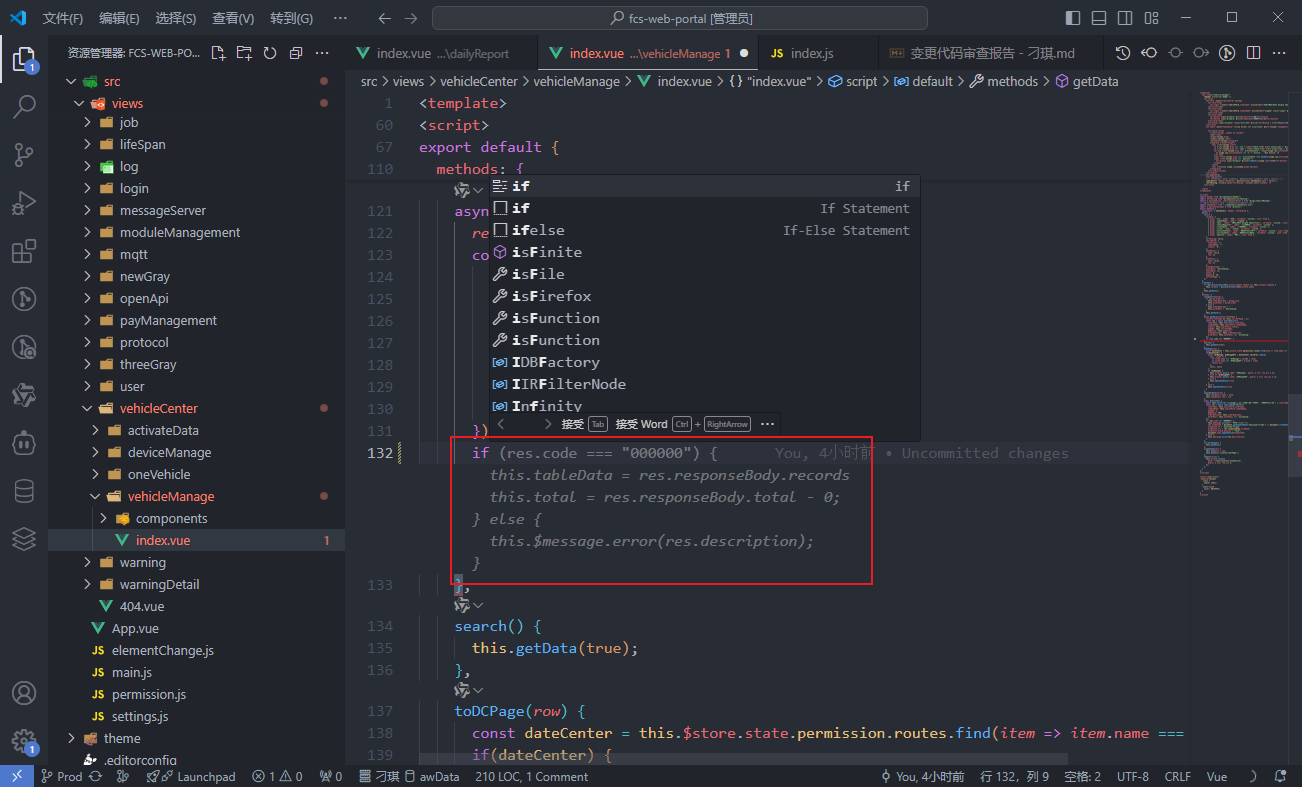 文件(F) 编辑(E) 选择(S) 查看(V) 转到(G) ···
fcs-web-portal [管理员]
资源管理器: FCS-WEB-PO...
index.vue ...\dailyReport
index.vue ...\vehicleManage 1
JS index.js
变更代码审查报告 - 刁琪.md
src > views > vehicleCenter > vehicleManage > index.vue > {} "index.vue" > script > default > methods > getData
1
src
views
job
lifeSpan
log
login
messageServer
moduleManagement
mqtt
newGray
openApi
payManagement
protocol
threeGray
user
vehicleCenter
activateData
deviceManage
oneVehicle
vehicleManage
components
index.vue 1
warning
warningDetail
404.vue
App.vue
JS elementChange.js
JS main.js
JS permission.js
JS settings.js
theme
.editorconfig
1
1 <template>
60 <script>
67 export default {
110 methods: {
121 asyn
122 re
123 co
124
125
126
127
128
129
130
131 })
if if
if If Statement
ifelse If-Else Statement
isFinite
isFile
isFirefox
isFunction
isFunction
IDBFactory
IIRFilterNode
Infinity
< > 接受 Tab 接受 Word Ctrl + RightArrow ···
132 if (res.code === "000000") { You, 4小时前 • Uncommitted changes
this.tableData = res.responseBody.records
this.total = res.responseBody.total - 0;
} else {
this.$message.error(res.description);
}
133 },
134 search() {
135 this.getData(true);
136 },
137 toDCPage(row) {
138 const dateCenter = this.$store.state.permission.routes.find(item => item.name ===
139 if(dateCenter) {
Prod Launchpad 1 0 0 刁琪 awData 210 LOC, 1 Comment You, 4小时前 行 132, 列 9 空格: 2 UTF-8 CRLF Vue